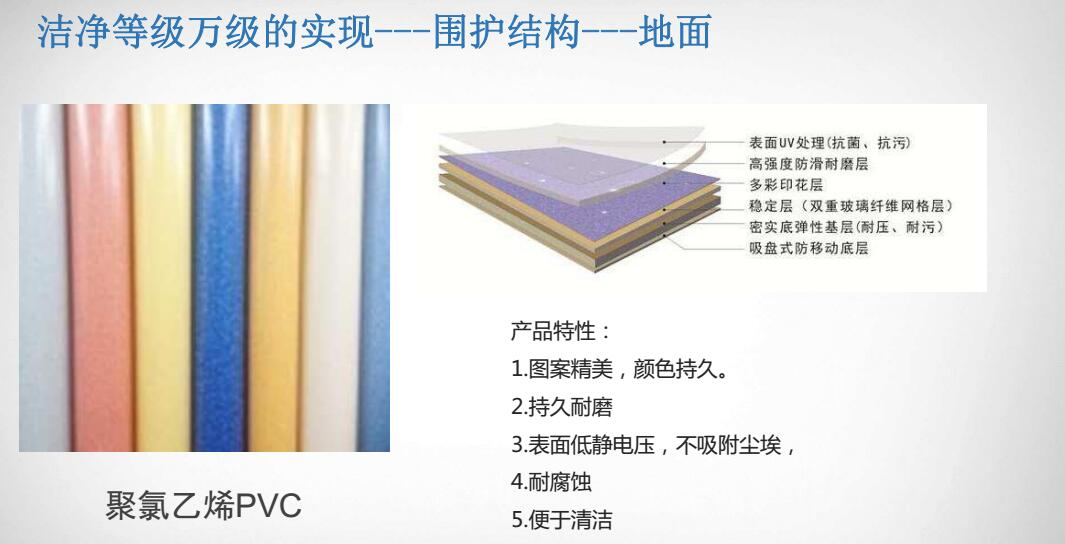 洁净等级万级的实现---围护结构---地面
表面UV处理(抗菌、抗污)
高强度防滑耐磨层
多彩印花层
稳定层（双重玻璃纤维网格层）
密实底弹性基层(耐压、耐污）
吸盘式防移动底层
产品特性：
1.图案精美，颜色持久。
2.持久耐磨
3.表面低静电压，不吸附尘埃，
4.耐腐蚀
5.便于清洁
聚氯乙烯PVC